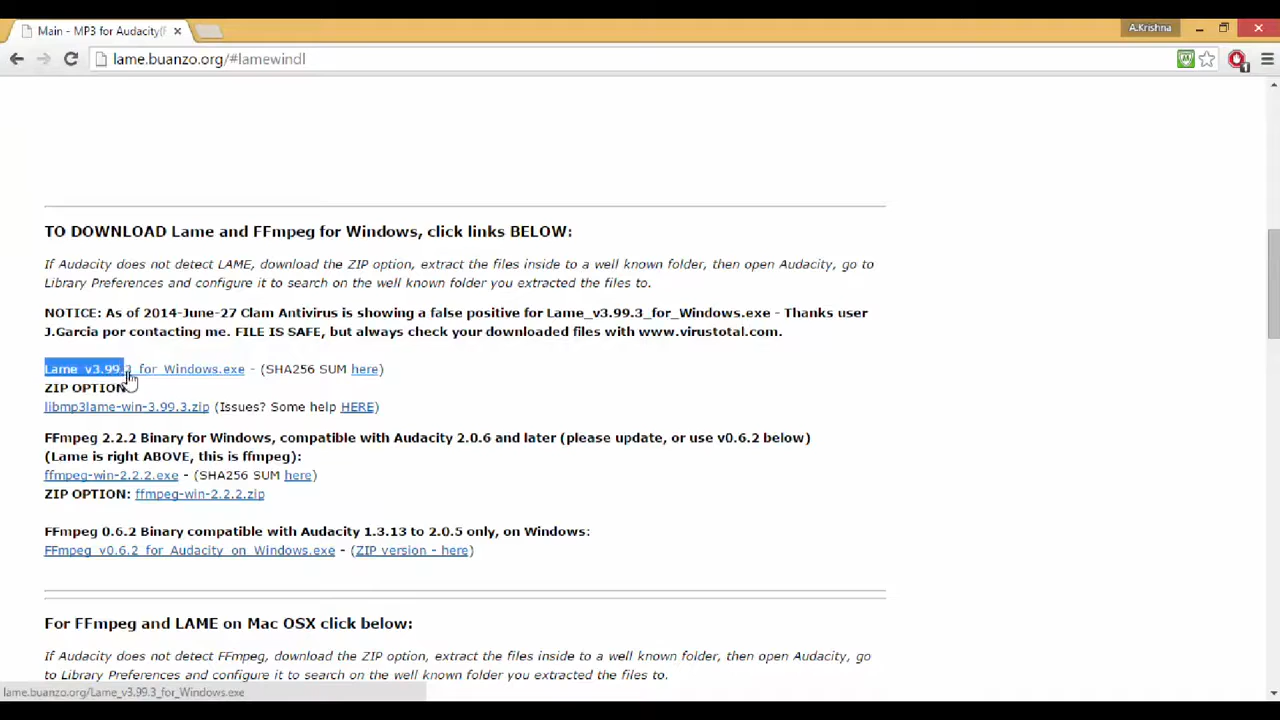 Main - MP3 for Audacity(f
A.Krishna
lame.buanzo.org/#lamewindl
TO DOWNLOAD Lame and FFmpeg for Windows, click links BELOW:
If Audacity does not detect LAME, download the ZIP option, extract the files inside to a well known folder, then open Audacity, go to
Library Preferences and configure it to search on the well known folder you extracted the files to.
NOTICE: As of 2014-June-27 Clam Antivirus is showing a false positive for Lame_v3.99.3_for_Windows.exe - Thanks user
J.Garcia por contacting me. FILE IS SAFE, but always check your downloaded files with www.virustotal.com.
Lame_v3.99.3_for_Windows.exe - (SHA256 SUM here)
ZIP OPTION
libmp3lame-win-3.99.3.zip (Issues? Some help HERE)
FFmpeg 2.2.2 Binary for Windows, compatible with Audacity 2.0.6 and later (please update, or use v0.6.2 below)
(Lame is right ABOVE, this is ffmpeg):
ffmpeg-win-2.2.2.exe - (SHA256 SUM here)
ZIP OPTION: ffmpeg-win-2.2.2.zip
FFmpeg 0.6.2 Binary compatible with Audacity 1.3.13 to 2.0.5 only, on Windows:
FFmpeg_v0.6.2_for_Audacity_on_Windows.exe - (ZIP version - here)
For FFmpeg and LAME on Mac OSX click below:
If Audacity does not detect FFmpeg, download the ZIP option, extract the files inside to a well known folder, then open Audacity, go
to Library Preferences and configure it to search on the well known folder you extracted the files to.
lame.buanzo.org/Lame_v3.99.3_for_Windows.exe